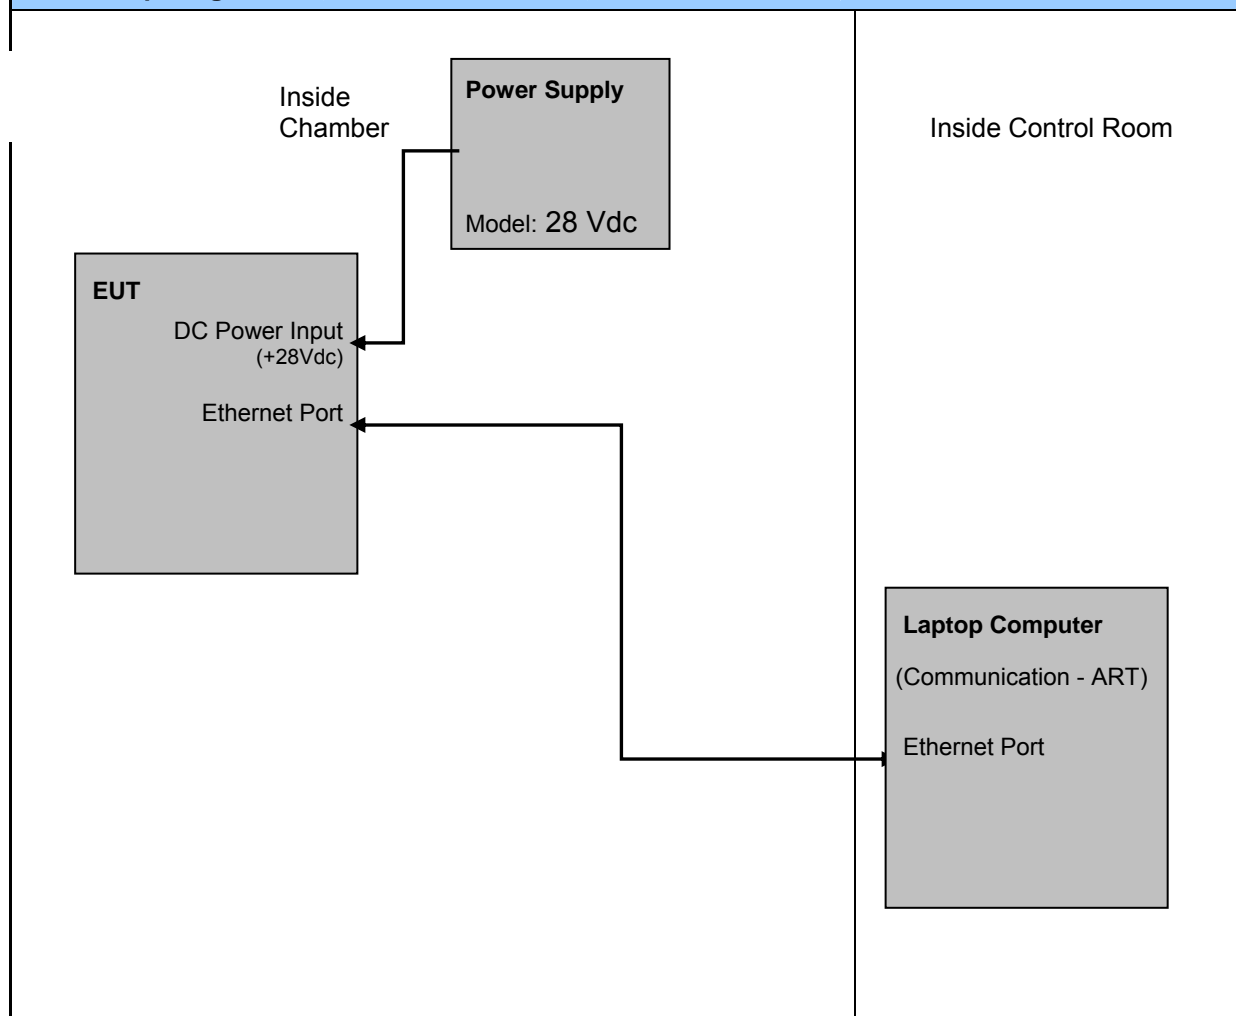 Inside
Chamber
Power Supply
Model: 28 Vdc
Inside Control Room
EUT
DC Power Input
(+28Vdc)
Ethernet Port
Laptop Computer
(Communication - ART)
Ethernet Port